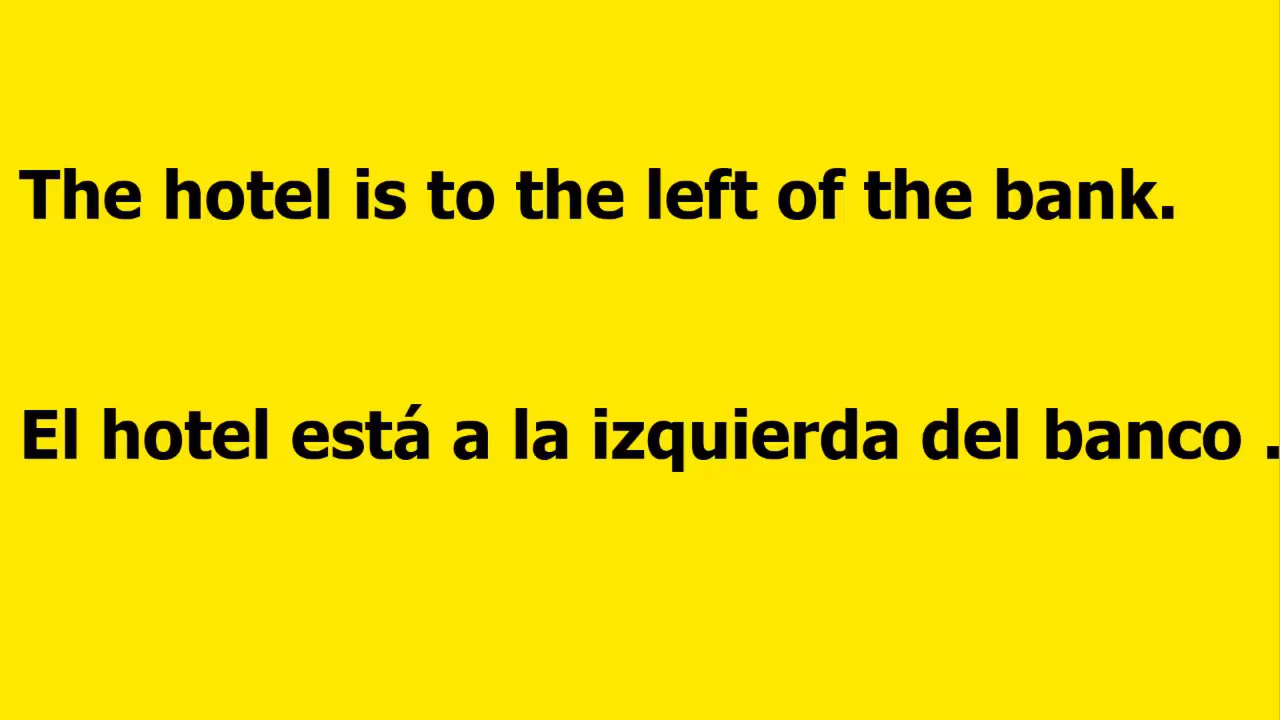 The hotel is to the left of the bank.
El hotel está a la izquierda del banco .